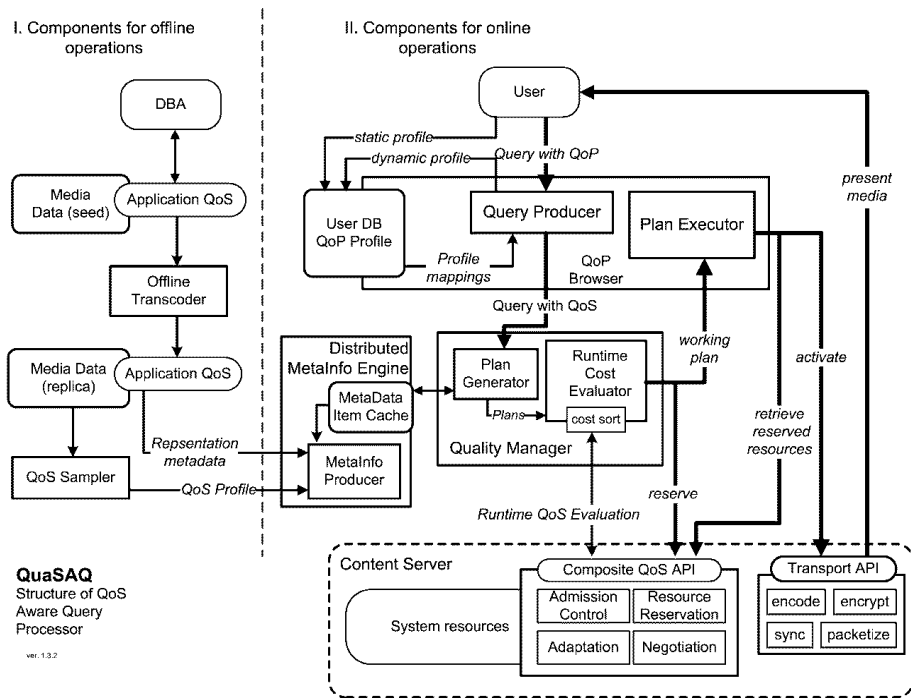 I. Components for offline
operations
II. Components for online
operations
DBA
User
static profile
dynamic profile
Query with QoP
present
media
Media
Data (seed)
Application QoS
User DB
QoP Profile
Query Producer
Plan Executor
Profile
mappings
QoP
Browser
Offline
Transcoder
Query with QoS
Distributed
MetaInfo Engine
Plan
Generator
Runtime
Cost
Evaluator
working
plan
activate
Media Data
(replica)
Application QoS
MetaData
Item Cache
Plans
cost sort
retrieve
reserved
resources
Repsentation
metadata
Quality Manager
QoS Sampler
MetaInfo
Producer
QoS Profile
reserve
Runtime QoS Evaluation
Content Server
Composite QoS API
Transport API
QuaSAQ
Structure of QoS
Aware Query
Processor
ver. 1.3.2
System resources
Admission
Control
Resource
Reservation
Adaptation
Negotiation
encode
encrypt
sync
packetize